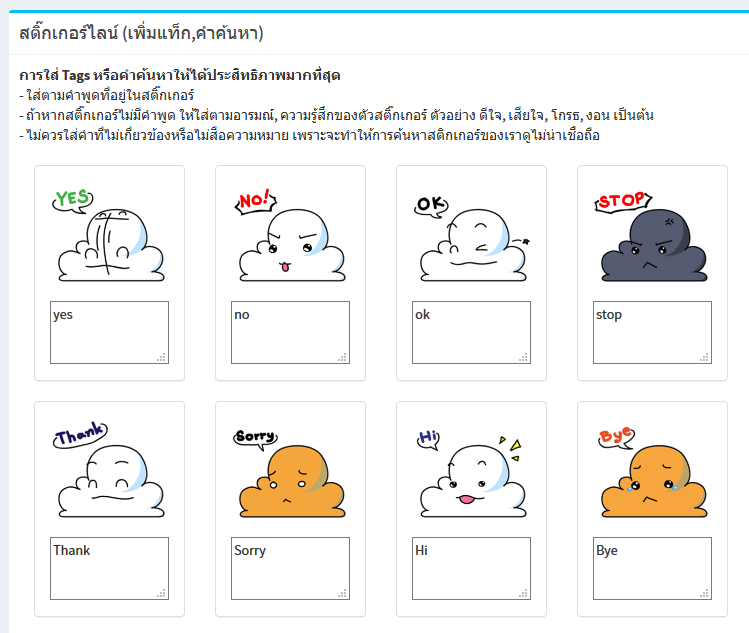 สติ๊กเกอร์ไลน์ (เพิ่มแท็ก,คำค้นหา)
การใส่ Tags หรือคำค้นหาให้ได้ประสิทธิภาพมากที่สุด
- ใส่ตามคำพูดที่อยู่ในสติ๊กเกอร์
- ถ้าหากสติ๊กเกอร์ไม่มีคำพูด ให้ใส่ตามอารมณ์, ความรู้สึกของตัวสติ๊กเกอร์ ตัวอย่าง ดีใจ, เสียใจ, โกรธ, งอน เป็นต้น
- ไม่ควรใส่คำที่ไม่เกี่ยวข้องหรือไม่สื่อความหมาย เพราะจะทำให้การค้นหาสติกเกอร์ของเราดูไม่น่าเชื่อถือ
YES NO! OK STOP
yes no ok stop
Thank Sorry Hi Bye
Thank Sorry Hi Bye